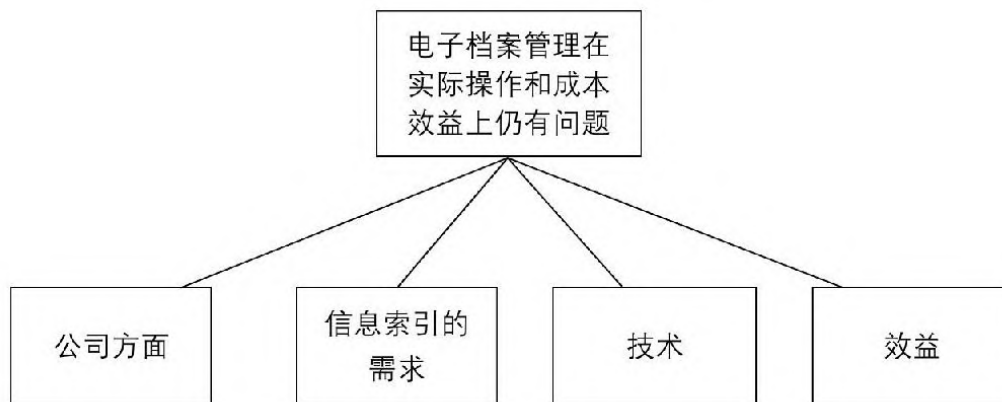 电子档案管理在
实际操作和成本
效益上仍有问题
公司方面
信息索引的
需求
技术
效益